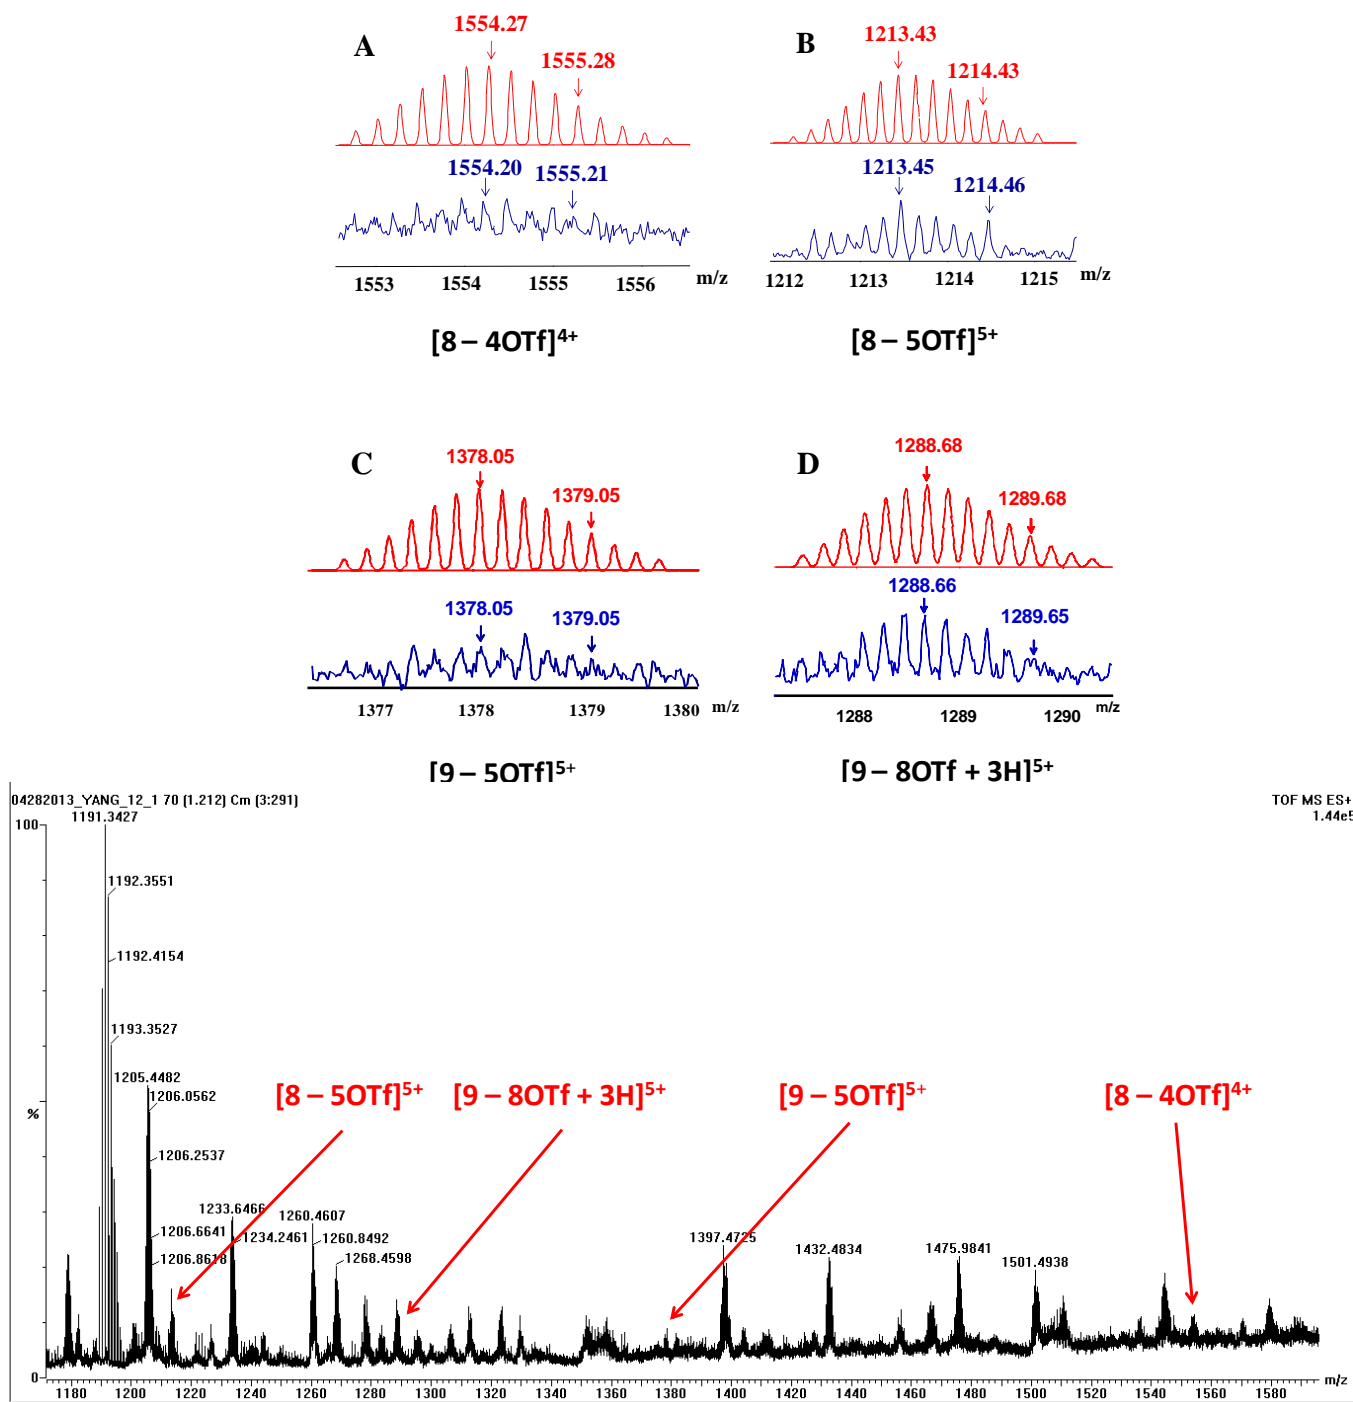 A
1554.27
1555.28
1554.20
1555.21
1553 1554 1555 1556 m/z
[8 – 4OTf]4+
B
1213.43
1214.43
1213.45
1214.46
1212 1213 1214 1215 m/z
[8 – 5OTf]5+
C
1378.05
1379.05
1378.05
1379.05
1377 1378 1379 1380 m/z
[9 – 5OTf]5+
D
1288.68
1289.68
1288.66
1289.65
1288 1289 1290 m/z
[9 – 8OTf + 3H]5+
04282013_YANG_12_1 70 (1.212) Cm (3:291)
TOF MS ES+
1.44e5
100
%
0
1191.3427
1192.3551
1192.4154
1193.3527
1205.4482
1206.0562
1206.2537
1206.6641
1206.8618
1233.6466
1234.2461
1260.4607
1260.8492
1268.4598
1397.4725
1432.4834
1475.9841
1501.4938
[8 – 5OTf]5+
[9 – 8OTf + 3H]5+
[9 – 5OTf]5+
[8 – 4OTf]4+
1180 1200 1220 1240 1260 1280 1300 1320 1340 1360 1380 1400 1420 1440 1460 1480 1500 1520 1540 1560 1580 m/z